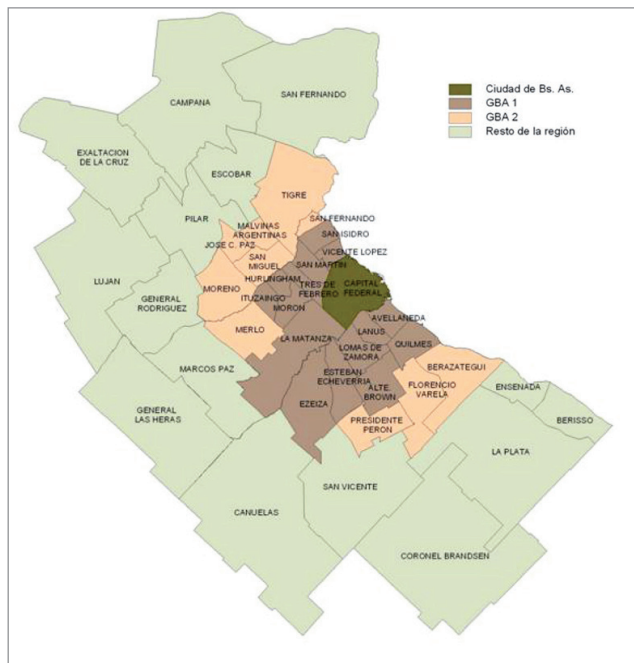 Ciudad de Bs. As.
GBA 1
GBA 2
Resto de la región
SAN FERNANDO
CAMPANA
EXALTACION
DE LA CRUZ
ESCOBAR
TIGRE
PILAR
SAN FERNANDO
MALVINAS
ARGENTINAS
SAN ISIDRO
JOSE C. PAZ
VICENTE LOPEZ
SAN
MIGUEL
SAN MARTIN
LUJAN
HURLINGHAM
MORENO
TRES DE
FEBRERO
CAPITAL
FEDERAL
GENERAL
RODRIGUEZ
ITUZAINGO
MORON
AVELLANEDA
MERLO
LANUS
LA MATANZA
QUILMES
LOMAS DE
ZAMORA
MARCOS PAZ
ESTEBAN
ECHEVERRIA
BERAZATEGUI
ALTE.
BROWN
FLORENCIO
VARELA
ENSENADA
EZEIZA
GENERAL
LAS HERAS
PRESIDENTE
PERON
BERISSO
LA PLATA
SAN VICENTE
CANUELAS
CORONEL BRANDSEN